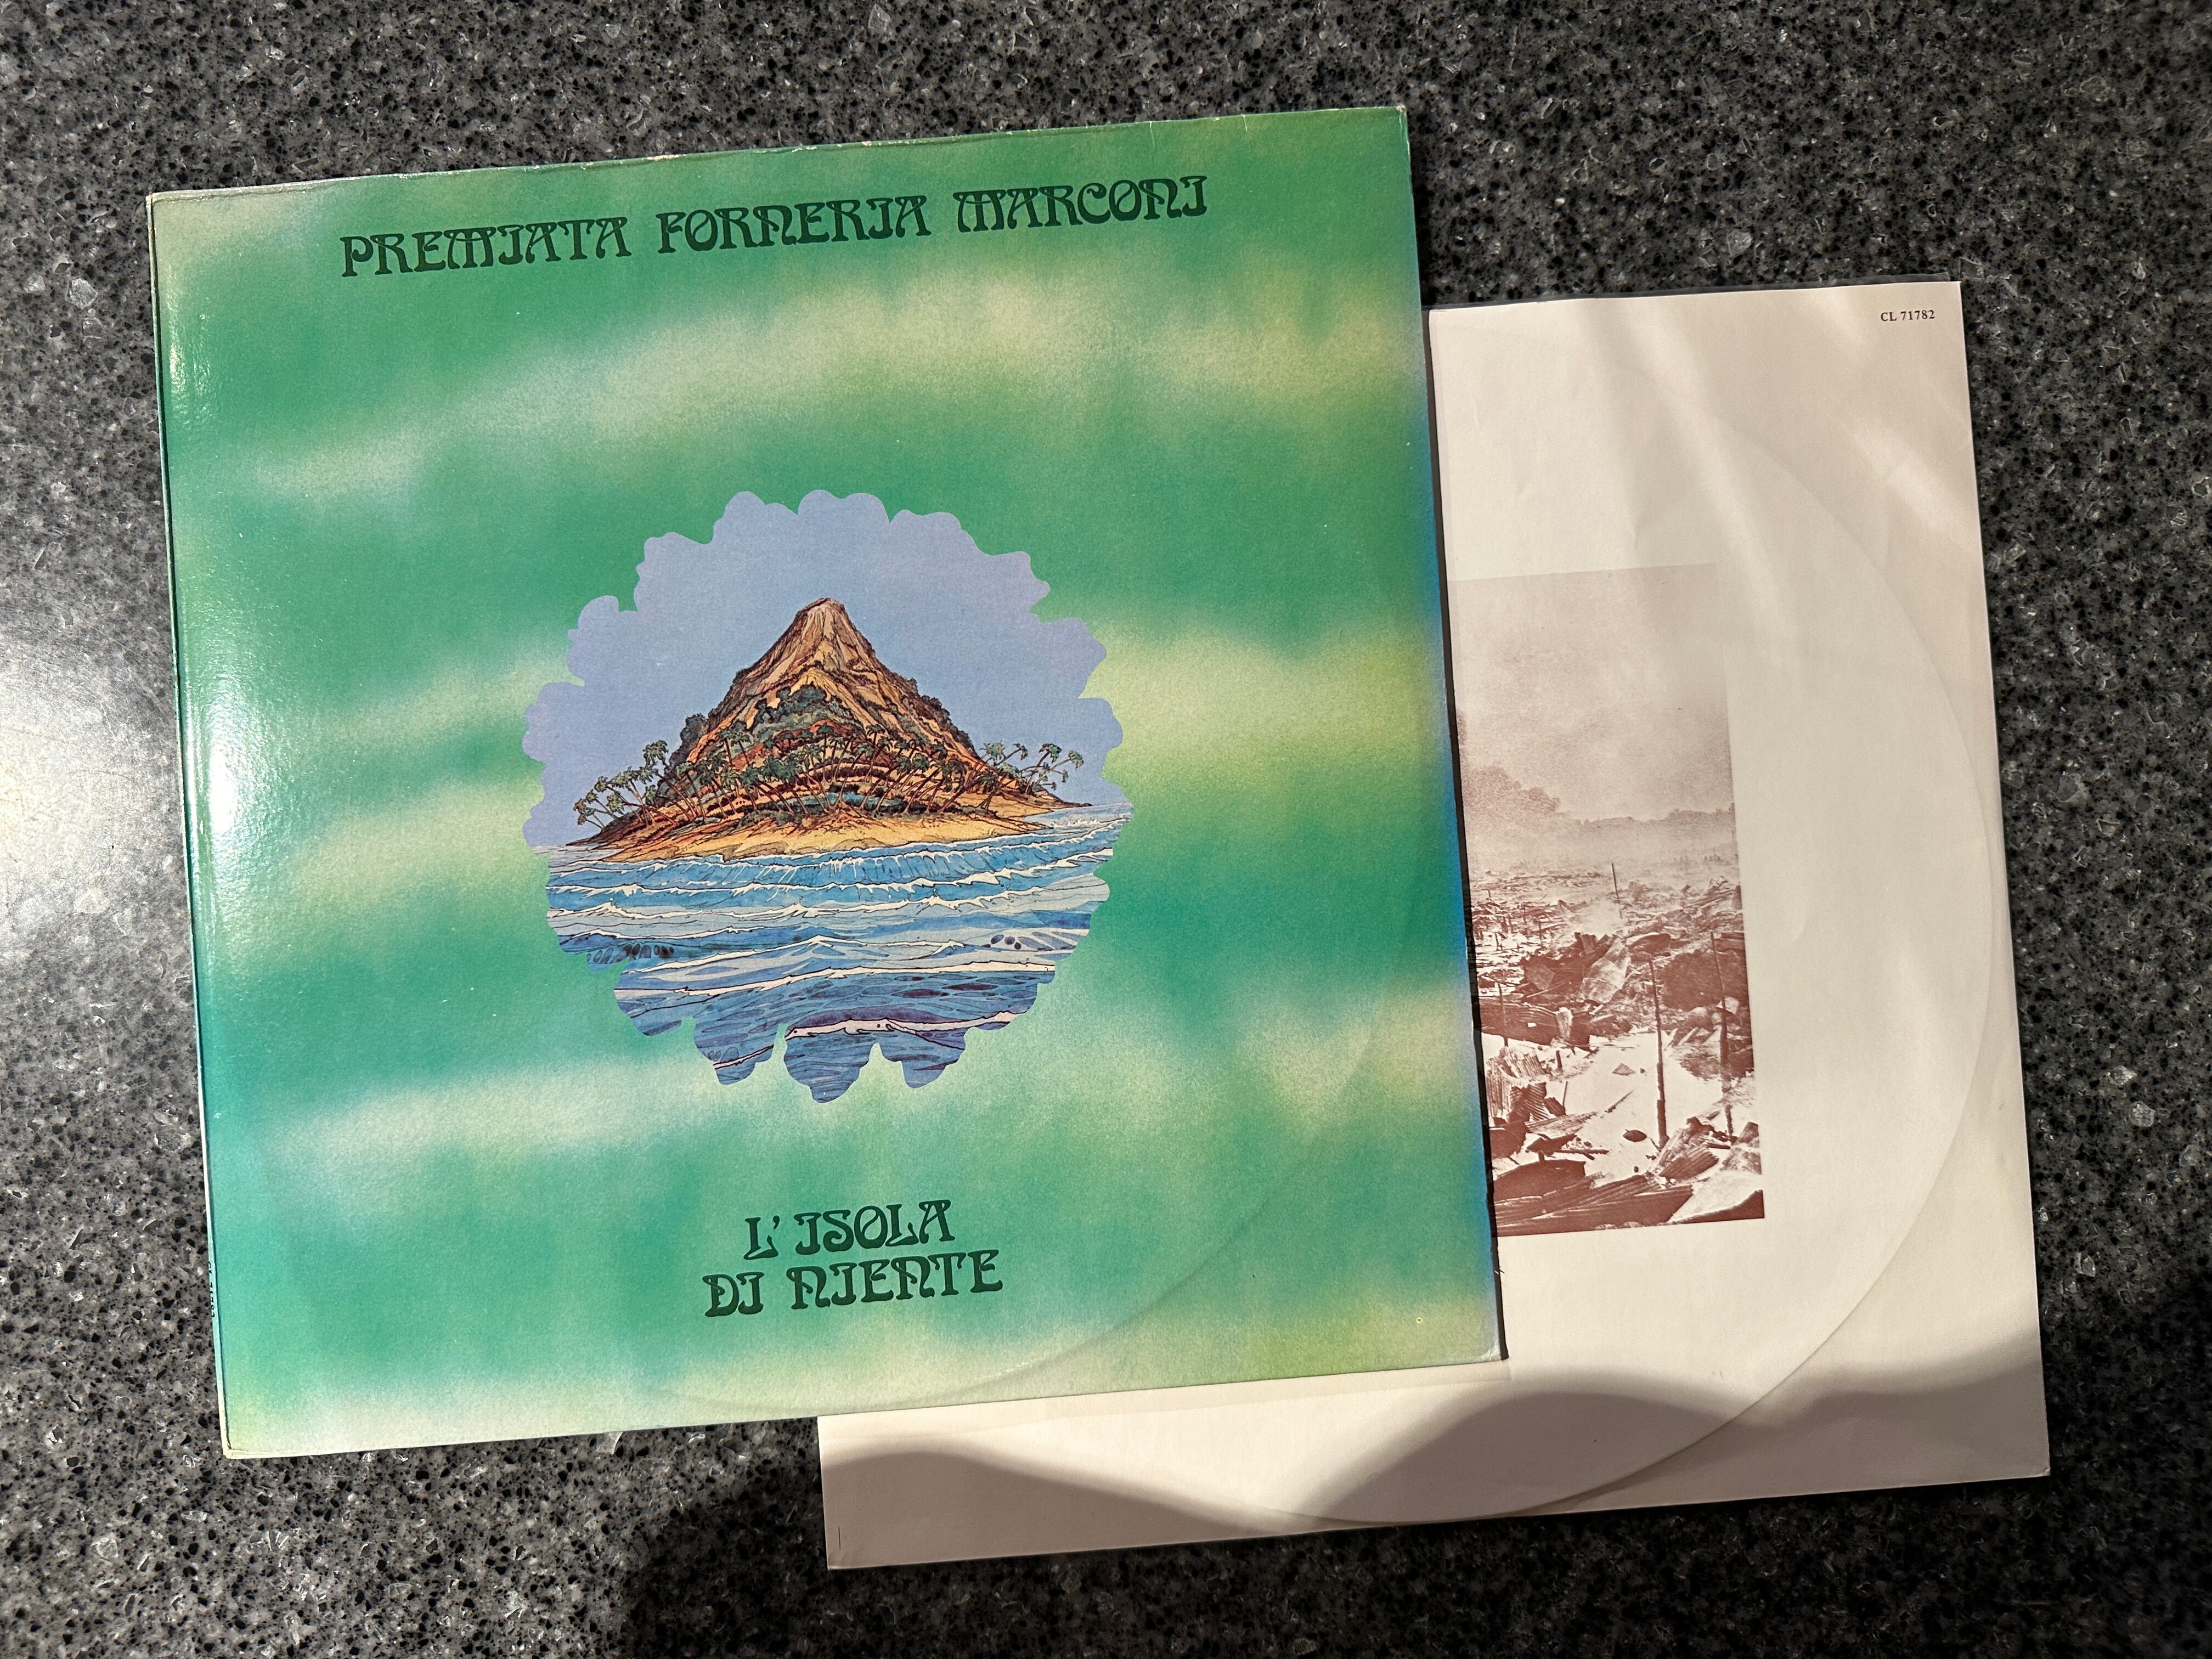 PREMIATA FORNERIA MARCONI
CL 71782
L' ISOLA
DI NIENTE